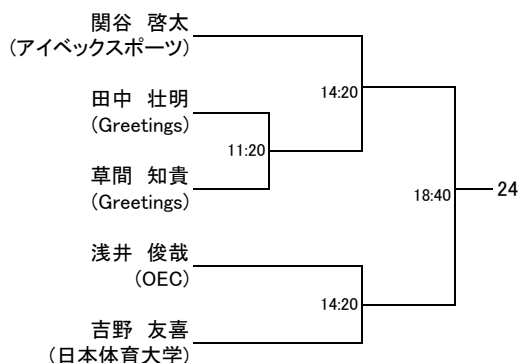 関谷 啓太
(アイベックスポーツ)
14:20
田中 壮明
(Greetings)
11:20
草間 知貴
(Greetings)
18:40
24
浅井 俊哉
(OEC)
14:20
吉野 友喜
(日本体育大学)